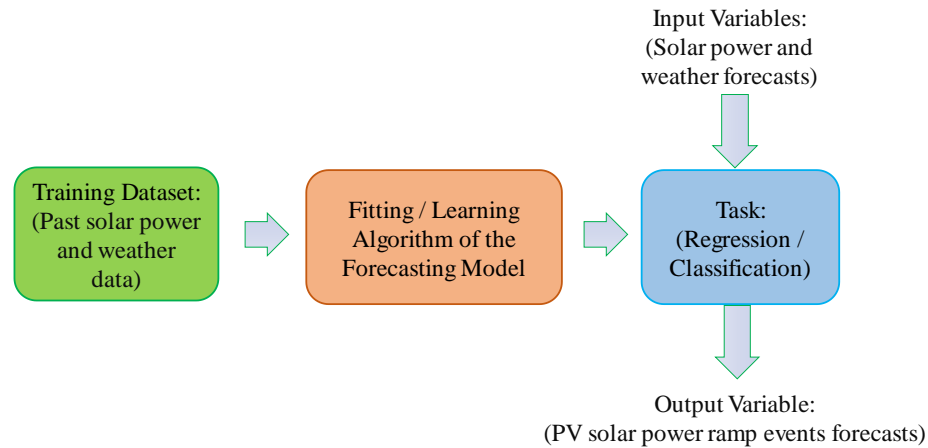 Input Variables:
(Solar power and
weather forecasts)
Training Dataset:
(Past solar power
and weather
data)
Fitting / Learning
Algorithm of the
Forecasting Model
Task:
(Regression /
Classification)
Output Variable:
(PV solar power ramp events forecasts)